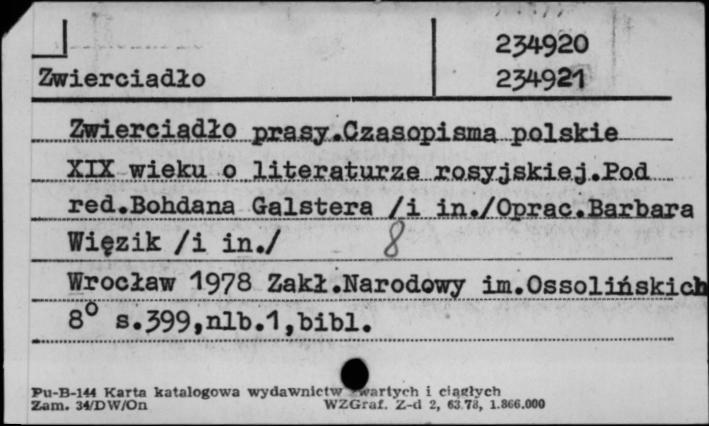 234920
Zwierciadło 234921
Zwierciadło prasy.Czasopisma polskie
XIX wieku o literaturze rosyjskiej.Pod
red.Bohdana Galstera /i in./Oprac.Barbara
Więzik /i in./ 8
Wrocław 1978 Zakł.Narodowy im.Ossolińskich
8° s.399,nlb.1,bibl.
Pu-B-144 Karta katalogowa wydawnictw zwartych i ciągłych
Zam. 34/DW/On WZGraf. Z-d 2, 63.78, 1.866.000